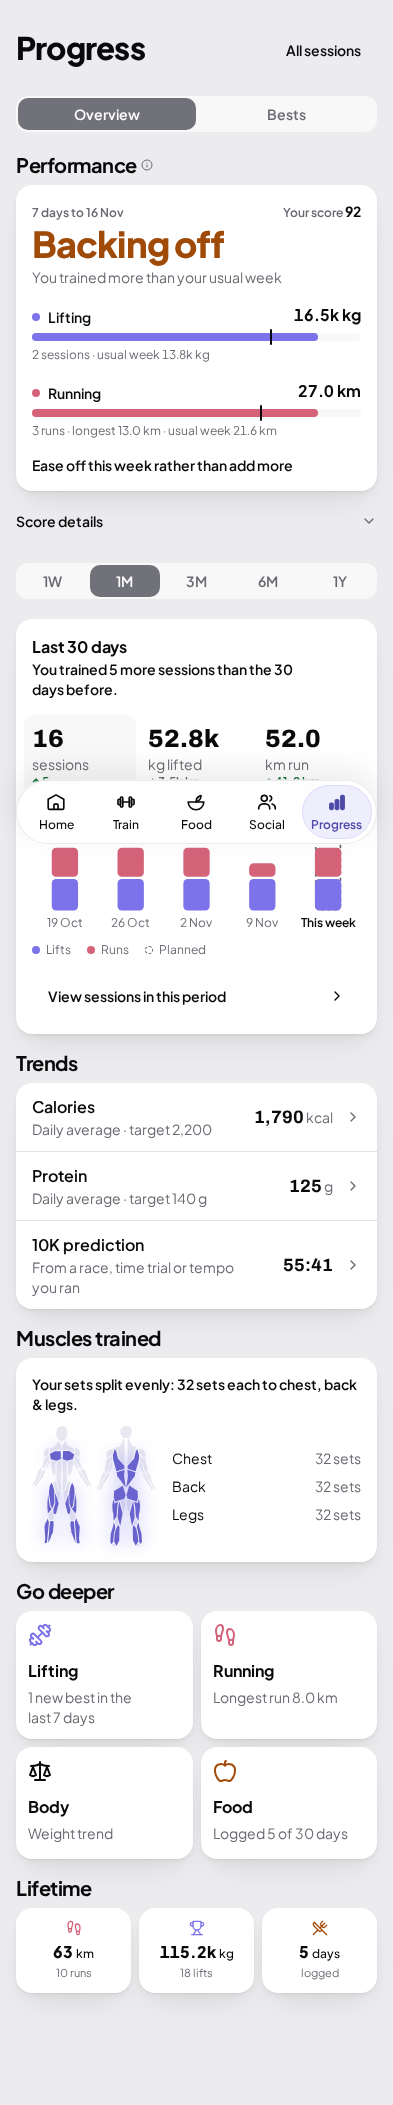 Progress
All sessions
Overview
Bests
Performance
7 days to 16 Nov
Your score 92
Backing off
You trained more than your usual week
Lifting
16.5k kg
2 sessions · usual week 13.8k kg
Running
27.0 km
3 runs · longest 13.0 km · usual week 21.6 km
Ease off this week rather than add more
Score details
1W
1M
3M
6M
1Y
Last 30 days
You trained 5 more sessions than the 30
days before.
16
52.8k
52.0
sessions
kg lifted
km run
Home
Train
Food
Social
Progress
19 Oct
26 Oct
2 Nov
9 Nov
This week
Lifts
Runs
Planned
View sessions in this period
Trends
Calories
Daily average · target 2,200
1,790 kcal
Protein
Daily average · target 140 g
125 g
10K prediction
From a race, time trial or tempo
you ran
55:41
Muscles trained
Your sets split evenly: 32 sets each to chest, back
& legs.
Chest
32 sets
Back
32 sets
Legs
32 sets
Go deeper
Lifting
1 new best in the
last 7 days
Running
Longest run 8.0 km
Body
Weight trend
Food
Logged 5 of 30 days
Lifetime
63 km
10 runs
115.2k kg
18 lifts
5 days
logged